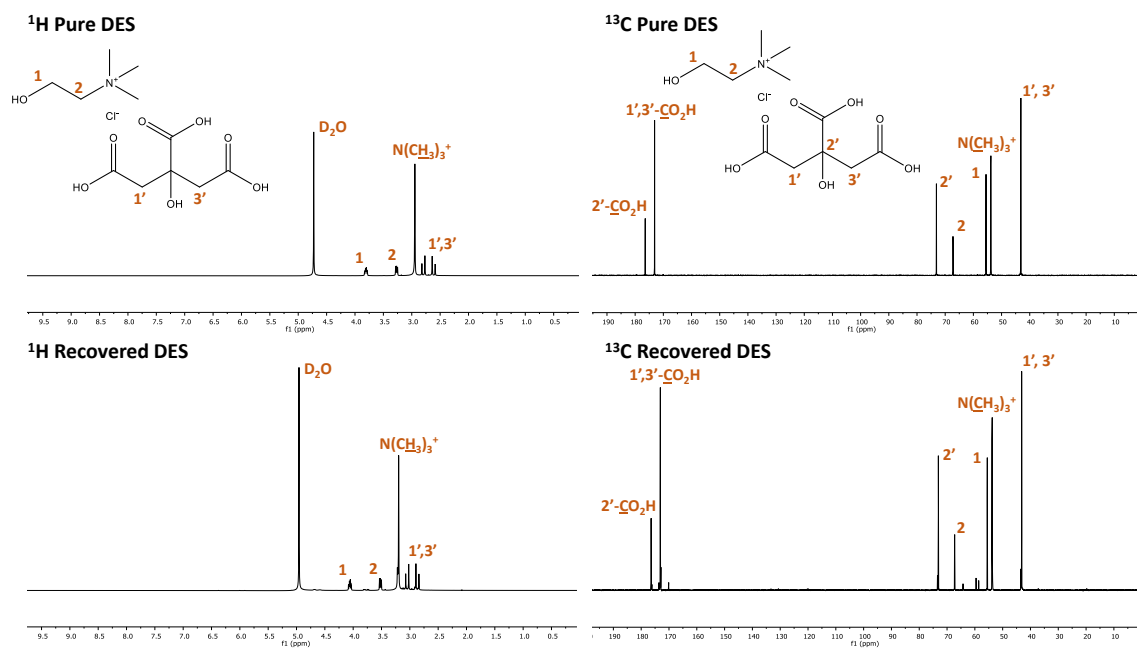 ¹H Pure DES
1
2
N⁺
HO
Cl⁻
O
OH
O
O
HO
OH
1'
OH
3'
D₂O
N(CH₃)₃⁺
1
2
1',3'
9.5 9.0 8.5 8.0 7.5 7.0 6.5 6.0 5.5 5.0 4.5 4.0 3.5 3.0 2.5 2.0 1.5 1.0 0.5
f1 (ppm)
¹³C Pure DES
1
2
N⁺
HO
Cl⁻
O
OH
O
O
2'
HO
OH
1'
OH
3'
1',3'-CO₂H
2'-CO₂H
2'
2
1
N(CH₃)₃⁺
1', 3'
190 180 170 160 150 140 130 120 110 100 90 80 70 60 50 40 30 20 10 0
f1 (ppm)
¹H Recovered DES
D₂O
N(CH₃)₃⁺
1
2
1',3'
9.5 9.0 8.5 8.0 7.5 7.0 6.5 6.0 5.5 5.0 4.5 4.0 3.5 3.0 2.5 2.0 1.5 1.0 0.5
f1 (ppm)
¹³C Recovered DES
1',3'-CO₂H
2'-CO₂H
2'
2
1
N(CH₃)₃⁺
1', 3'
190 180 170 160 150 140 130 120 110 100 90 80 70 60 50 40 30 20 10 0
f1 (ppm)